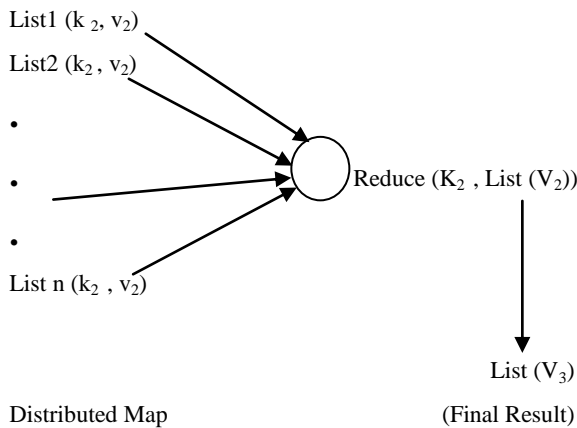 List1 (k ₂, v₂)
List2 (k₂ , v₂)
•
•
•
Reduce (K₂ , List (V₂))
List n (k₂ , v₂)
List (V₃)
Distributed Map
(Final Result)